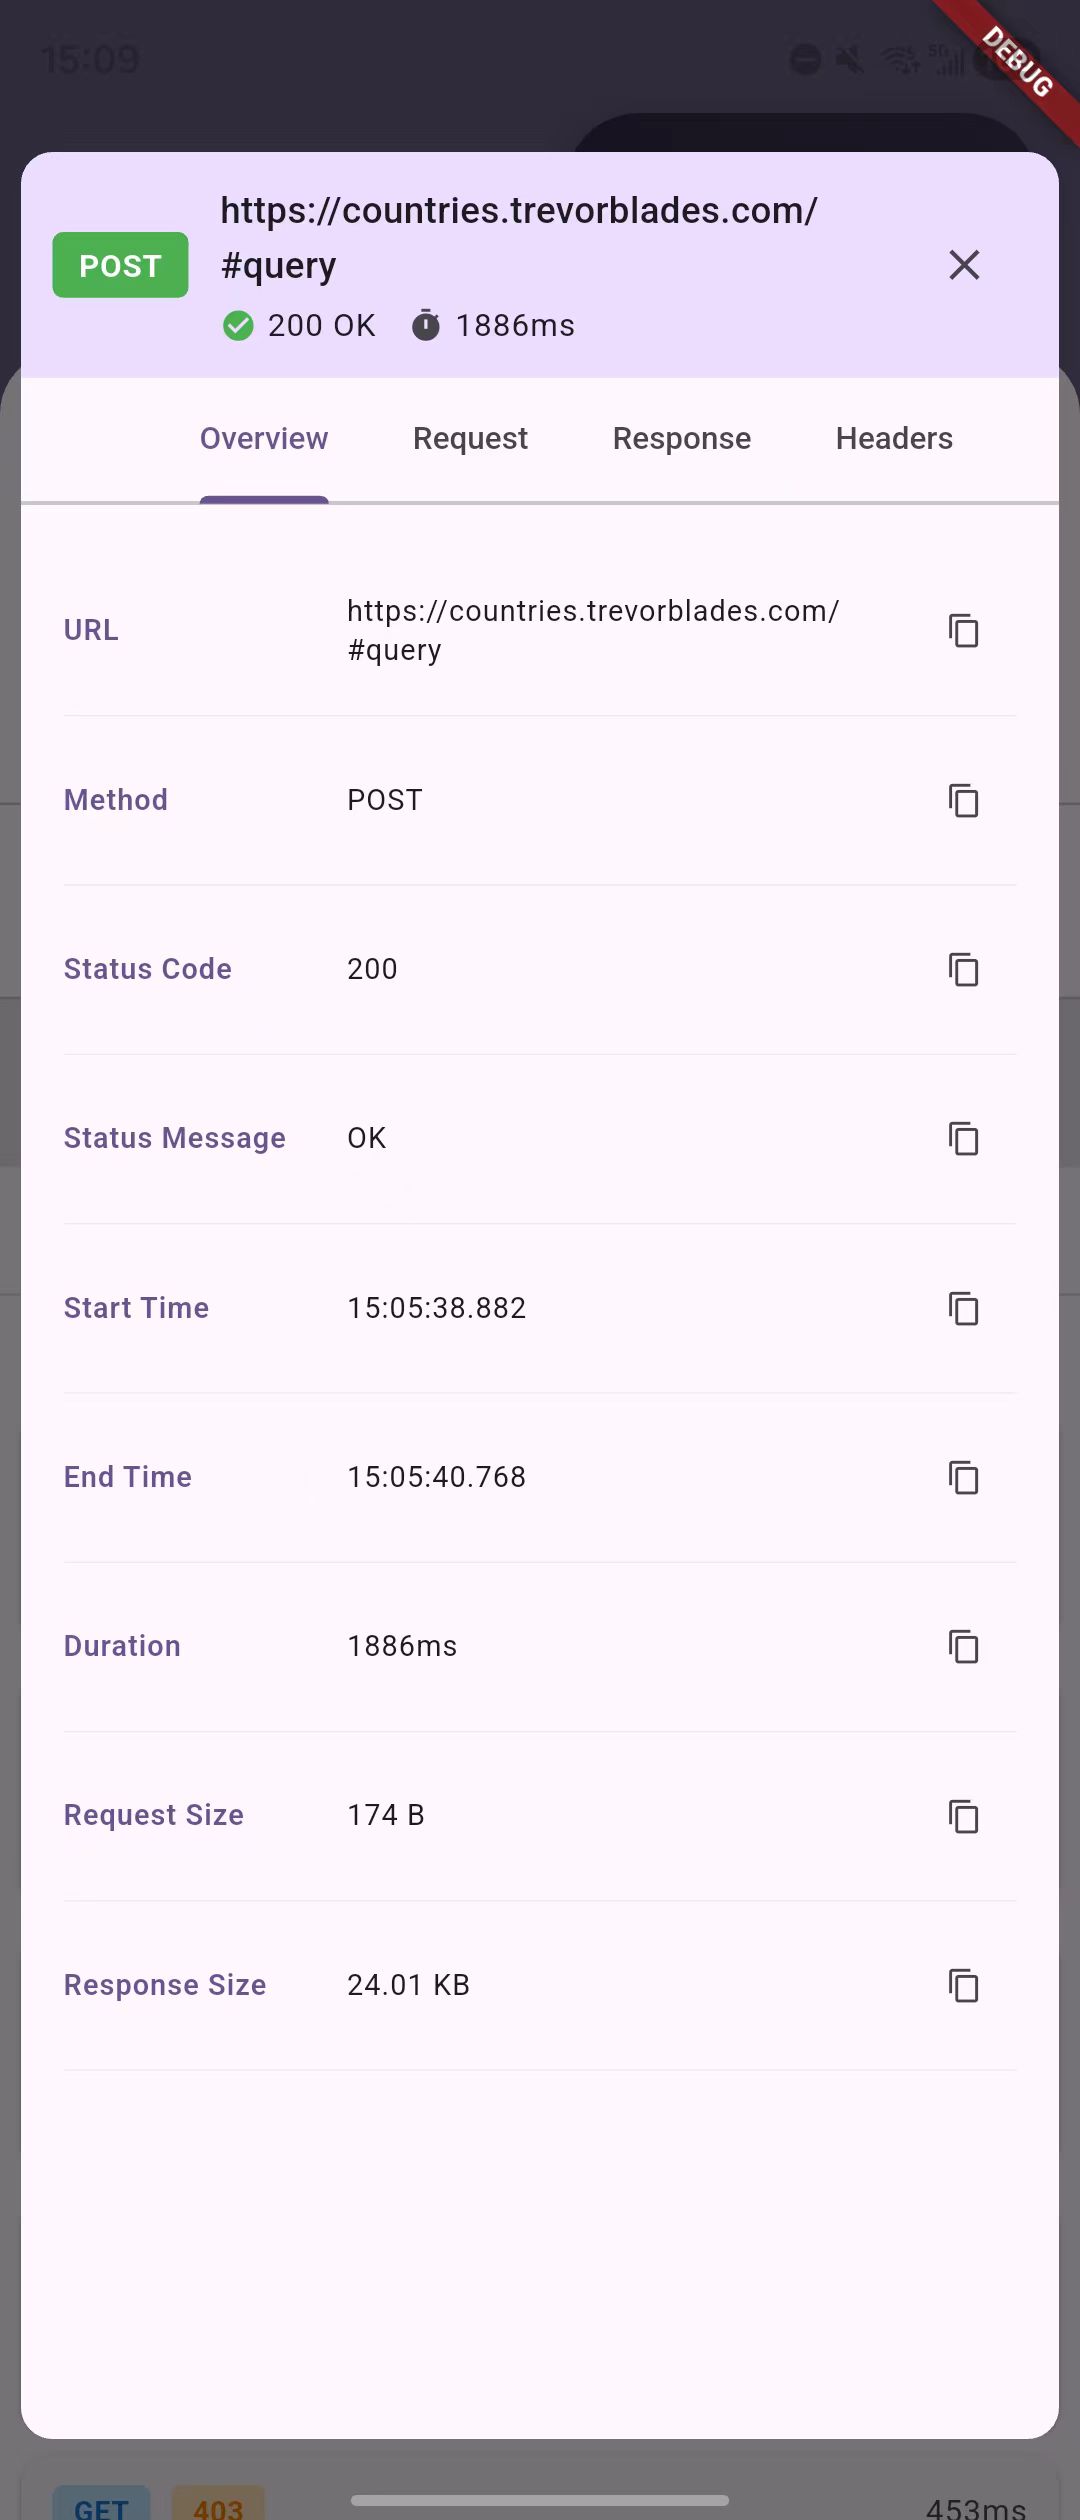 15:09
5G
DEBUG
POST
https://countries.trevorblades.com/
#query
200 OK 1886ms
Overview Request Response Headers
URL
https://countries.trevorblades.com/
#query
Method POST
Status Code 200
Status Message OK
Start Time 15:05:38.882
End Time 15:05:40.768
Duration 1886ms
Request Size 174 B
Response Size 24.01 KB
GET 403 453ms